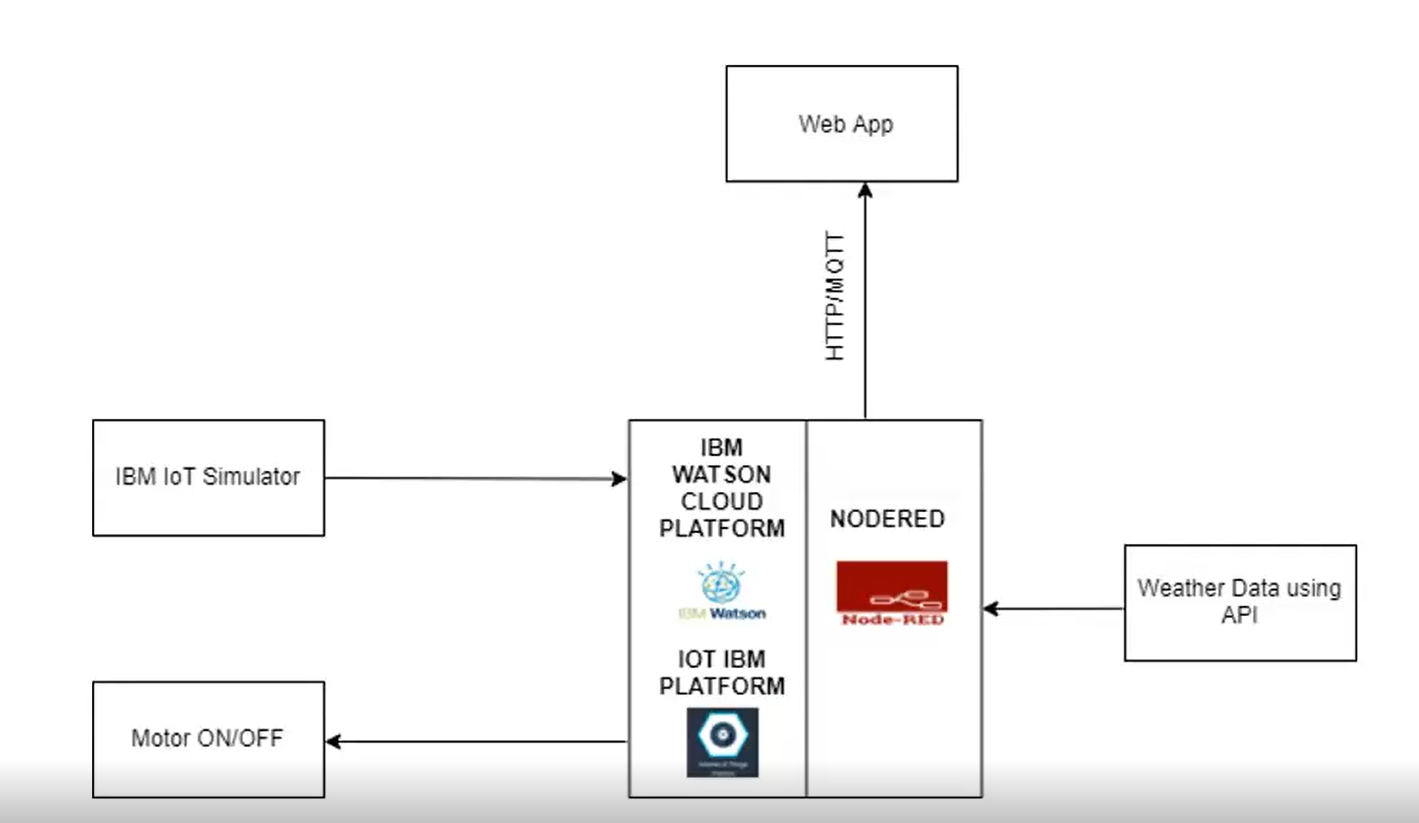 Web App
HTTP/MQTT
IBM IoT Simulator
IBM
WATSON
CLOUD
PLATFORM
IBM Watson
IOT IBM
PLATFORM
NODERED
Node-RED
Weather Data using
API
Motor ON/OFF